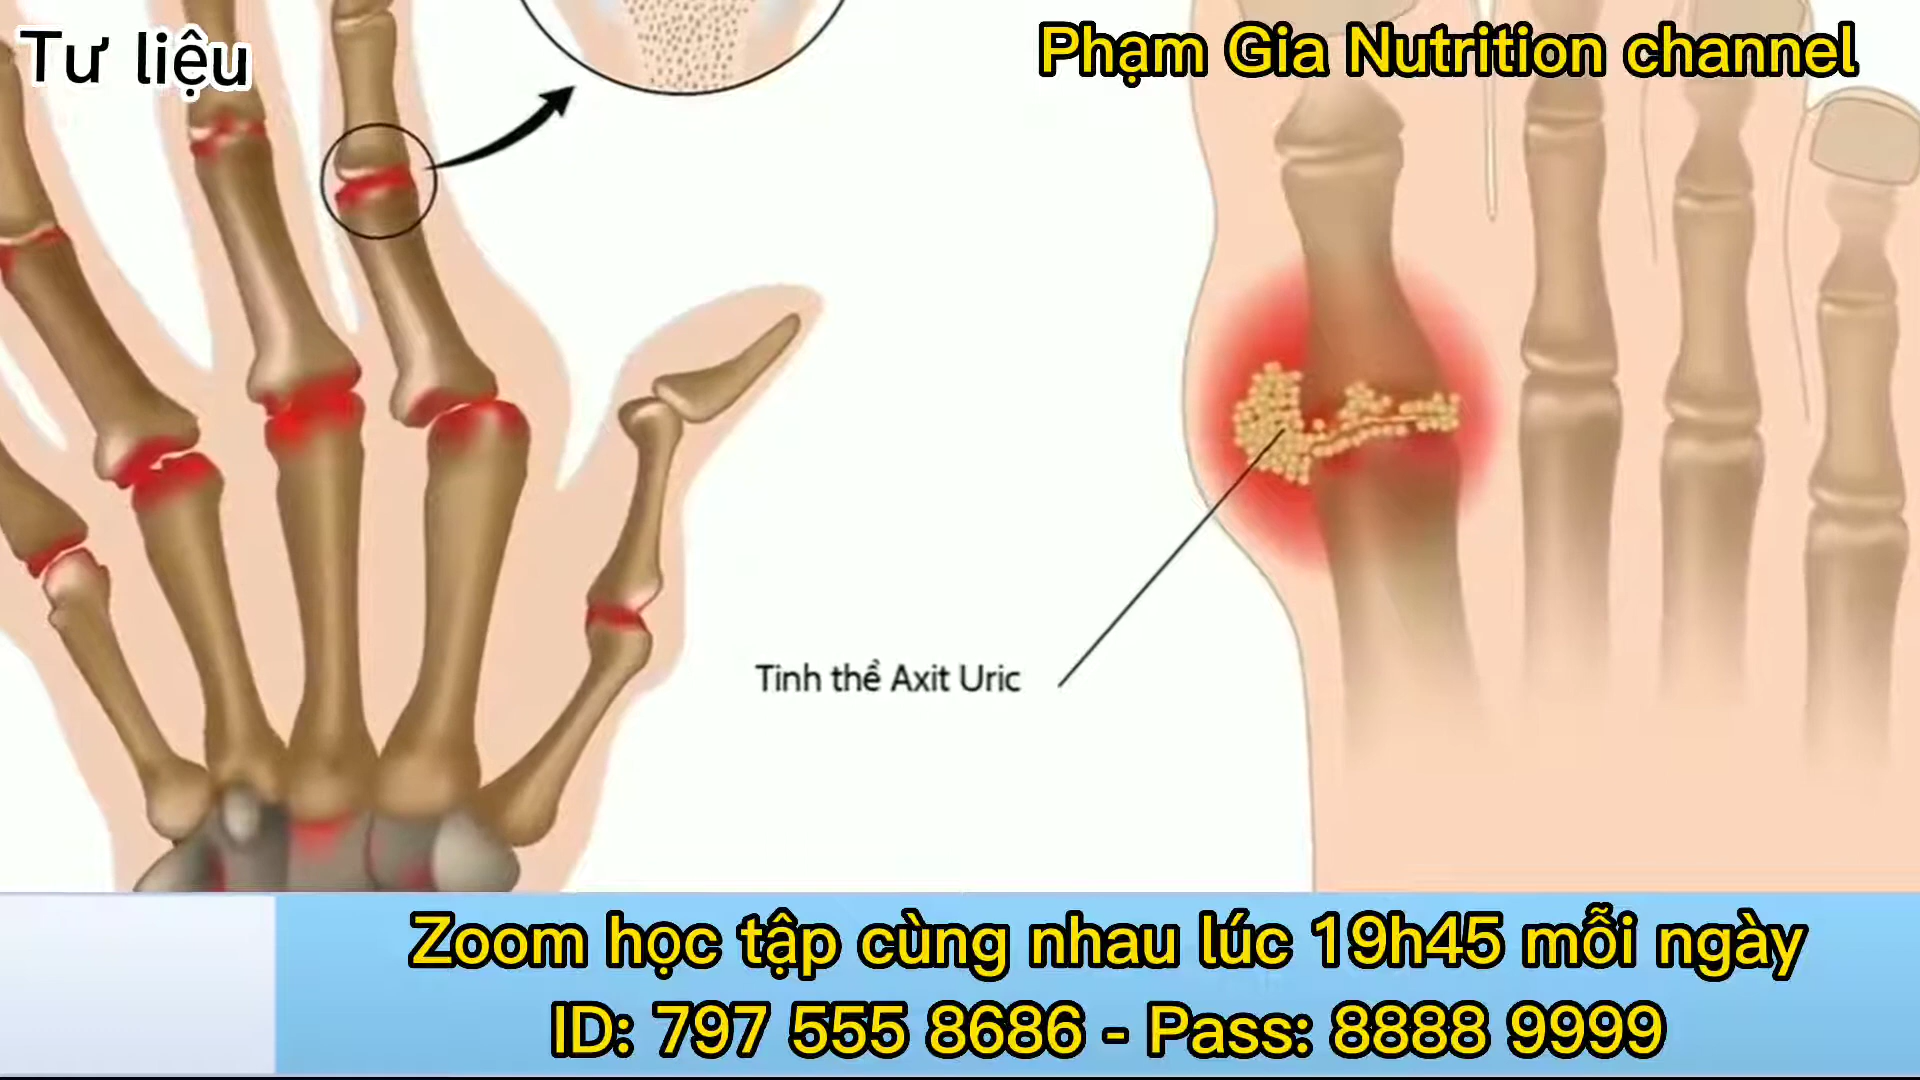 Tư liệu
Phạm Gia Nutrition channel
Tinh thể Axit Uric
Zoom học tập cùng nhau lúc 19h45 mỗi ngày
ID: 797 555 8686 - Pass: 8888 9999